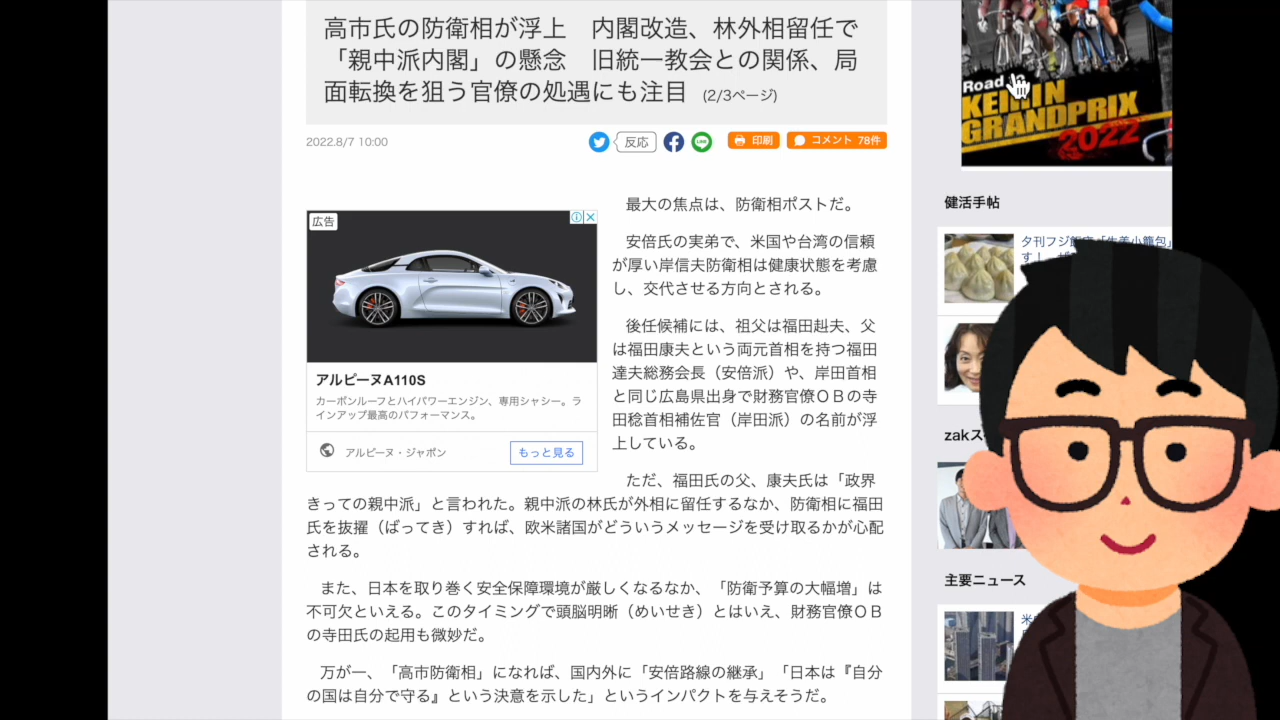 高市氏の防衛相が浮上　内閣改造、林外相留任で
「親中派内閣」の懸念　旧統一教会との関係、局
面転換を狙う官僚の処遇にも注目 (2/3ページ)
2022.8/7 10:00
反応
印刷
コメント 78件
広告
アルピーヌA110S
カーボンルーフとハイパワーエンジン、専用シャシー。ラ
インアップ最高のパフォーマンス。
アルピーヌ・ジャポン
もっと見る
最大の焦点は、防衛相ポストだ。
安倍氏の実弟で、米国や台湾の信頼
が厚い岸信夫防衛相は健康状態を考慮
し、交代させる方向とされる。
後任候補には、祖父は福田赳夫、父
は福田康夫という両元首相を持つ福田
達夫総務会長（安倍派）や、岸田首相
と同じ広島県出身で財務官僚ＯＢの寺
田稔首相補佐官（岸田派）の名前が浮
上している。
ただ、福田氏の父、康夫氏は「政界
きっての親中派」と言われた。親中派の林氏が外相に留任するなか、防衛相に福田
氏を抜擢（ばってき）すれば、欧米諸国がどういうメッセージを受け取るかが心配
される。
また、日本を取り巻く安全保障環境が厳しくなるなか、「防衛予算の大幅増」は
不可欠といえる。このタイミングで頭脳明晰（めいせき）とはいえ、財務官僚ＯＢ
の寺田氏の起用も微妙だ。
万が一、「高市防衛相」になれば、国内外に「安倍路線の継承」「日本は『自分
の国は自分で守る』という決意を示した」というインパクトを与えそうだ。
Road to
KEIRIN
GRANDPRIX
2022
健活手帖
夕刊フジ飯店「生姜小籠包」
す！
zakス
主要ニュース
米